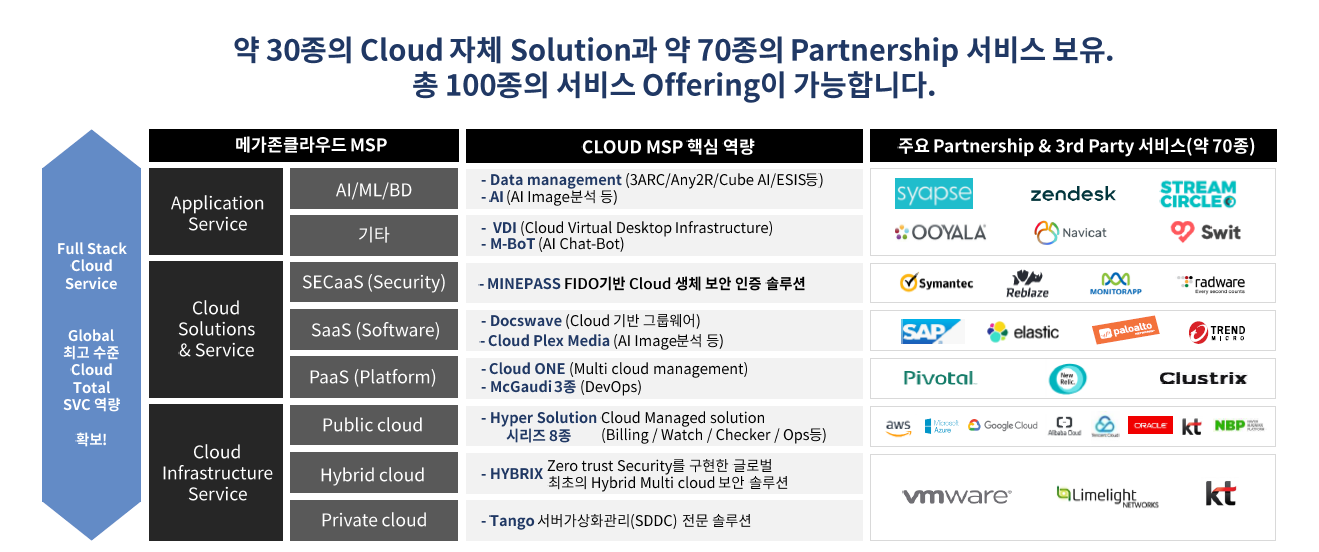 약 30종의 Cloud 자체 Solution과 약 70종의 Partnership 서비스 보유.
총 100종의 서비스 Offering이 가능합니다.
메가존클라우드 MSP
CLOUD MSP 핵심 역량
주요 Partnership & 3rd Party 서비스(약 70종)
Full Stack
Cloud
Service
Global
최고 수준
Cloud
Total
SVC 역량
확보!
Application
Service
AI/ML/BD
- Data management (3ARC/Any2R/Cube AI/ESIS등)
- AI (AI Image분석 등)
syapse
zendesk
STREAM
CIRCLE
기타
- VDI (Cloud Virtual Desktop Infrastructure)
- M-BoT (AI Chat-Bot)
OOYALA
Navicat
Swit
Cloud
Solutions
& Service
SECaaS (Security)
- MINEPASS FIDO기반 Cloud 생체 보안 인증 솔루션
Symantec
Reblaze
MONITORAPP
radware
Every second counts
SaaS (Software)
- Docswave (Cloud 기반 그룹웨어)
- Cloud Plex Media (AI Image분석 등)
SAP
elastic
paloalto
TREND
MICRO
PaaS (Platform)
- Cloud ONE (Multi cloud management)
- McGaudi 3종 (DevOps)
Pivotal
New
Relic.
Clustrix
Cloud
Infrastructure
Service
Public cloud
- Hyper Solution Cloud Managed solution
시리즈 8종 (Billing / Watch / Checker / Ops등)
aws
Microsoft
Azure
Google Cloud
Alibaba Cloud
Tencent Cloud
ORACLE
kt
NBP
Hybrid cloud
- HYBRIX Zero trust Security를 구현한 글로벌
최초의 Hybrid Multi cloud 보안 솔루션
Private cloud
- Tango 서버가상화관리(SDDC) 전문 솔루션
vmware
Limelight
NETWORKS
kt